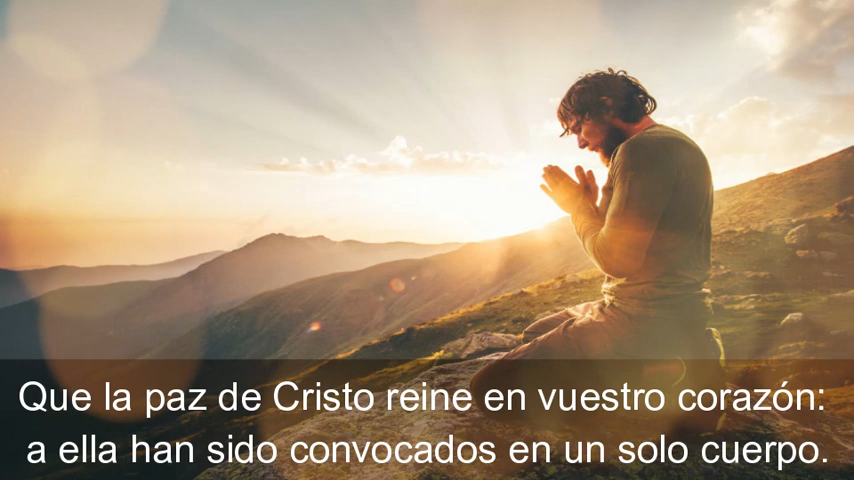 Que la paz de Cristo reine en vuestro corazón:
a ella han sido convocados en un solo cuerpo.